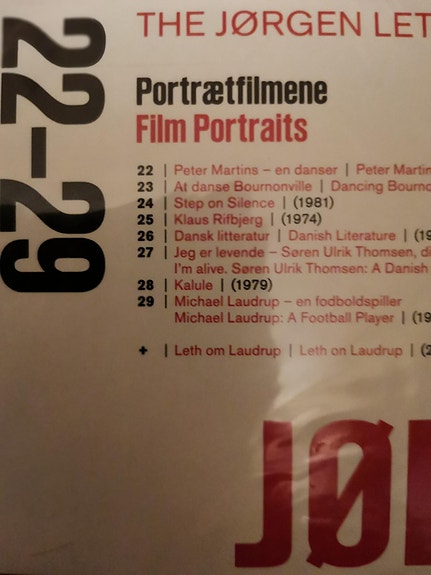 22-29
THE JØRGEN LET
Portrætfilmene
Film Portraits
22 | Peter Martins – en danser | Peter Martin
23 | At danse Bournonville | Dancing Bourno
24 | Step on Silence | (1981)
25 | Klaus Rifbjerg | (1974)
26 | Dansk litteratur | Danish Literature | (19
27 | Jeg er levende – Søren Ulrik Thomsen, di
I'm alive. Søren Ulrik Thomsen: A Danish
28 | Kalule | (1979)
29 | Michael Laudrup – en fodboldspiller
Michael Laudrup: A Football Player | (19
+ | Leth om Laudrup | Leth on Laudrup | (2
JØ